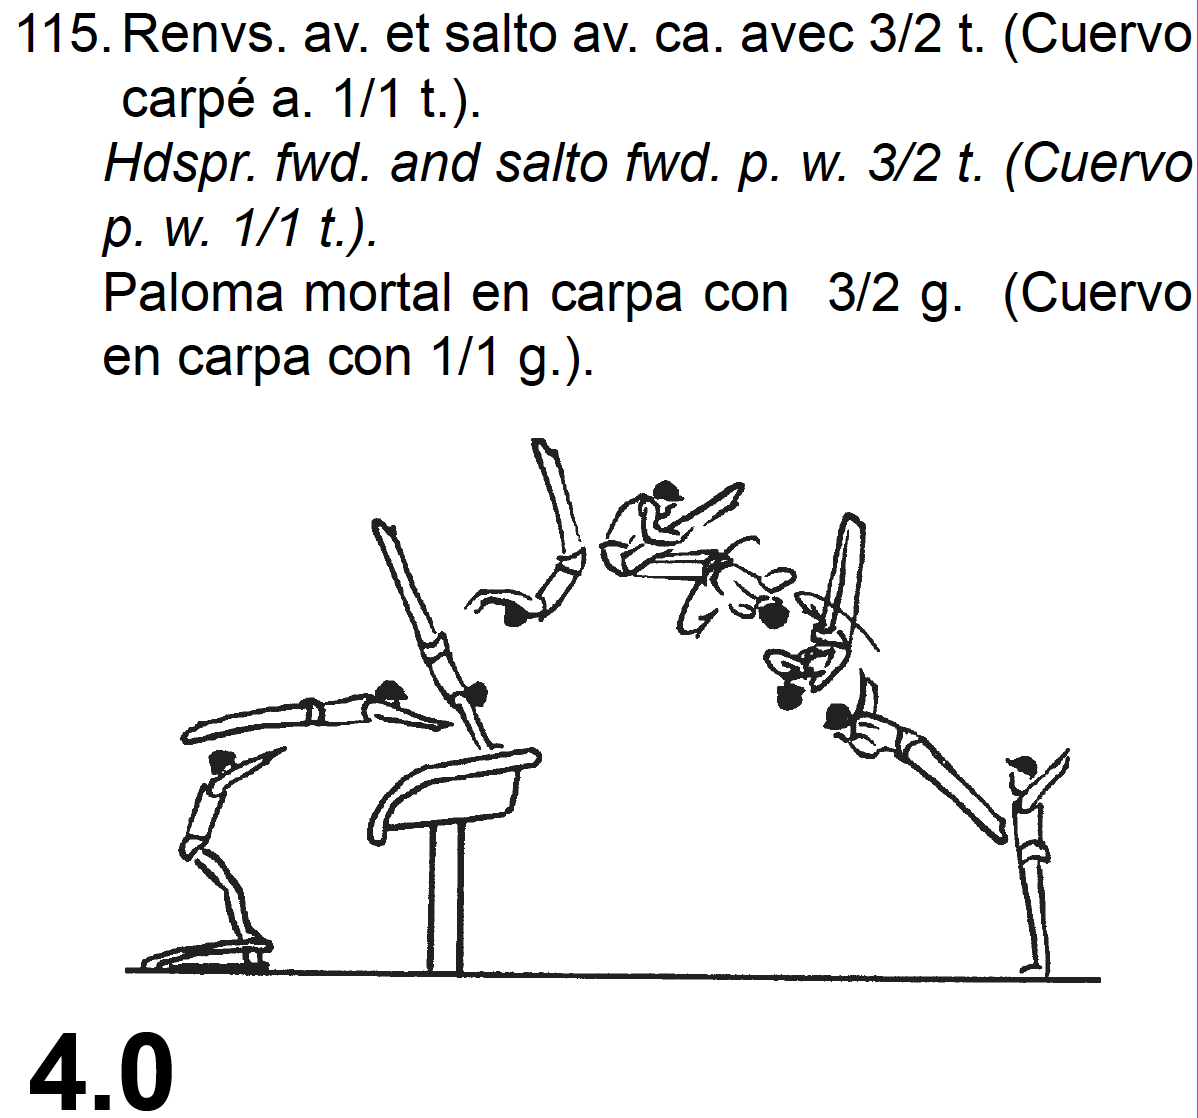 115. Renvs. av. et salto av. ca. avec 3/2 t. (Cuervo
carpé a. 1/1 t.).
Hdspr. fwd. and salto fwd. p. w. 3/2 t. (Cuervo
p. w. 1/1 t.).
Paloma mortal en carpa con 3/2 g. (Cuervo
en carpa con 1/1 g.).
4.0